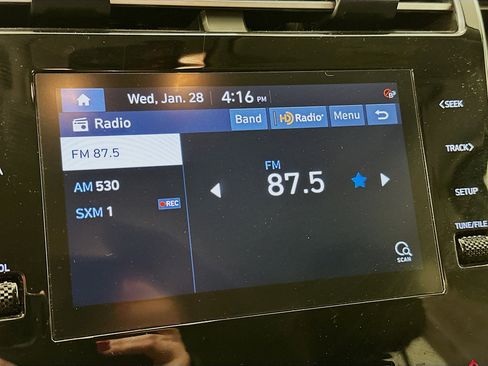 Wed, Jan. 28 4:16 PM
Radio Band HD Radio Menu
FM 87.5
FM
87.5
AM 530
SXM 1 REC
SCAN
<SEEK
TRACK>
SETUP
TUNE/FILE
OL